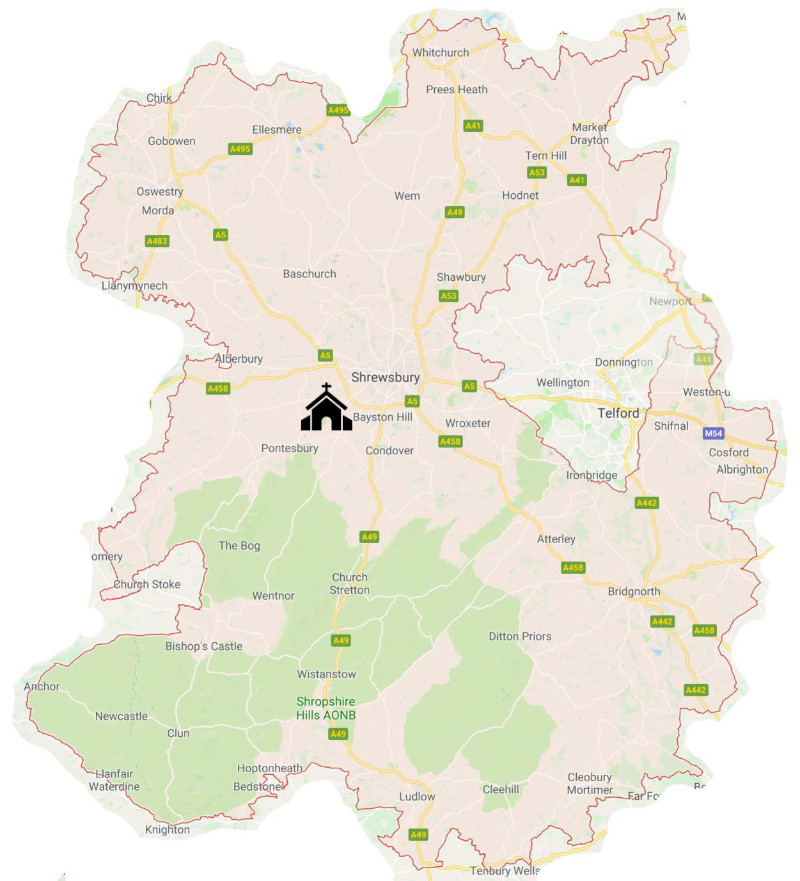 M
Whitchurch
Prees Heath
Chirk
A495
Ellesmere
A41
Market
Drayton
Gobowen
A495
Tern Hill
A53
A41
Oswestry
Wem
Hodnet
Morda
A49
A5
A483
Baschurch
Shawbury
Llanymynech
A53
Newport
Alderbury
A5
A41
Donnington
Shrewsbury
Wellington
A458
A5
Weston-u
A5
Telford
Bayston Hill
Wroxeter
Shifnal
M54
Pontesbury
Condover
A458
Cosford
Albrighton
Ironbridge
A442
A49
Atterley
The Bog
omery
A458
Church
Stretton
Church Stoke
Wentnor
Bridgnorth
A442
A458
Ditton Priors
A49
Bishop's Castle
Wistanstow
Anchor
A442
Shropshire
Hills AONB
Newcastle
Clun
A49
Hoptonheath
Llanfair
Waterdine
Bedstone
Cleobury
Mortimer
Cleehill
Ludlow
Knighton
A49
Tenbury Wells